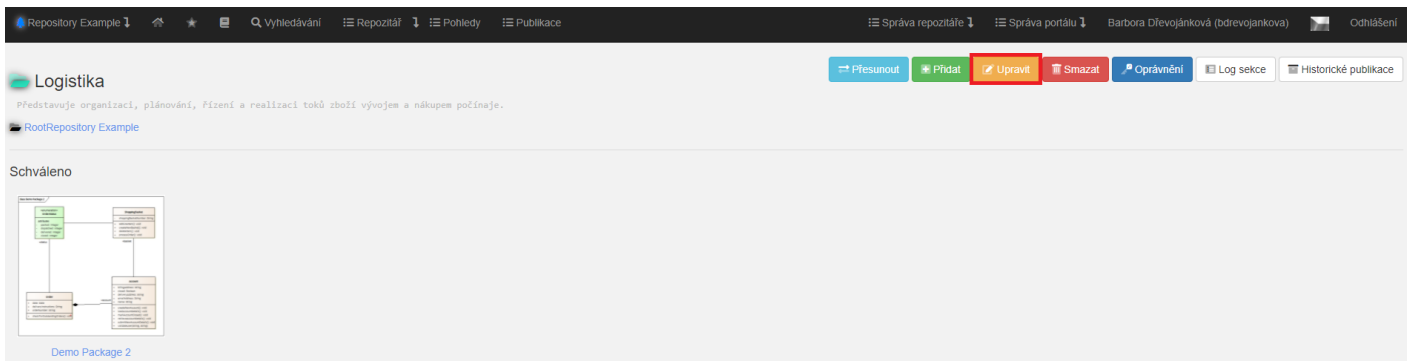 Repository Example Vyhledávání Repozitář Pohledy Publikace Správa repozitáře Správa portálu Barbora Dřevojánková (bdrevojankova) Odhlášení
Přesunout Přidat Upravit Smazat Oprávnění Log sekce Historické publikace
Logistika
Představuje organizaci, plánování, řízení a realizaci toků zboží vývojem a nákupem počínaje.
RootRepository Example
Schváleno
Demo Package 2